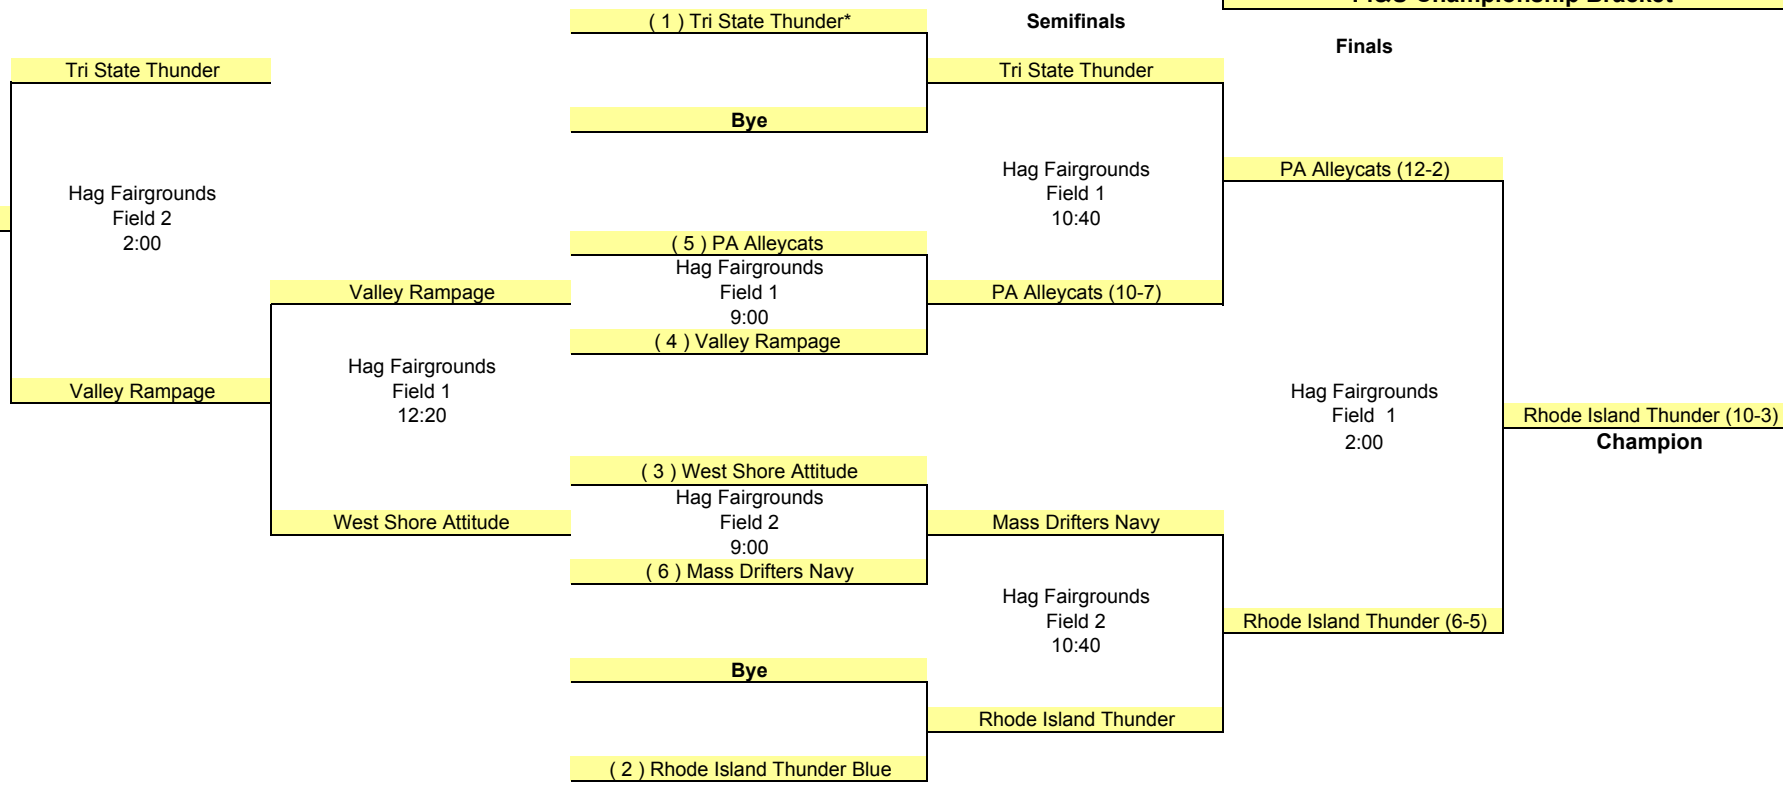 Championship Bracket
( 1 ) Tri State Thunder*
Semifinals
Finals
Tri State Thunder
Tri State Thunder
Bye
Hag Fairgrounds
Field 2
2:00
Hag Fairgrounds
Field 1
10:40
PA Alleycats (12-2)
( 5 ) PA Alleycats
Hag Fairgrounds
Field 1
9:00
( 4 ) Valley Rampage
Valley Rampage
PA Alleycats (10-7)
Valley Rampage
Hag Fairgrounds
Field 1
12:20
Hag Fairgrounds
Field 1
2:00
Rhode Island Thunder (10-3)
Champion
( 3 ) West Shore Attitude
Hag Fairgrounds
Field 2
9:00
( 6 ) Mass Drifters Navy
West Shore Attitude
Mass Drifters Navy
Hag Fairgrounds
Field 2
10:40
Rhode Island Thunder (6-5)
Bye
Rhode Island Thunder
( 2 ) Rhode Island Thunder Blue